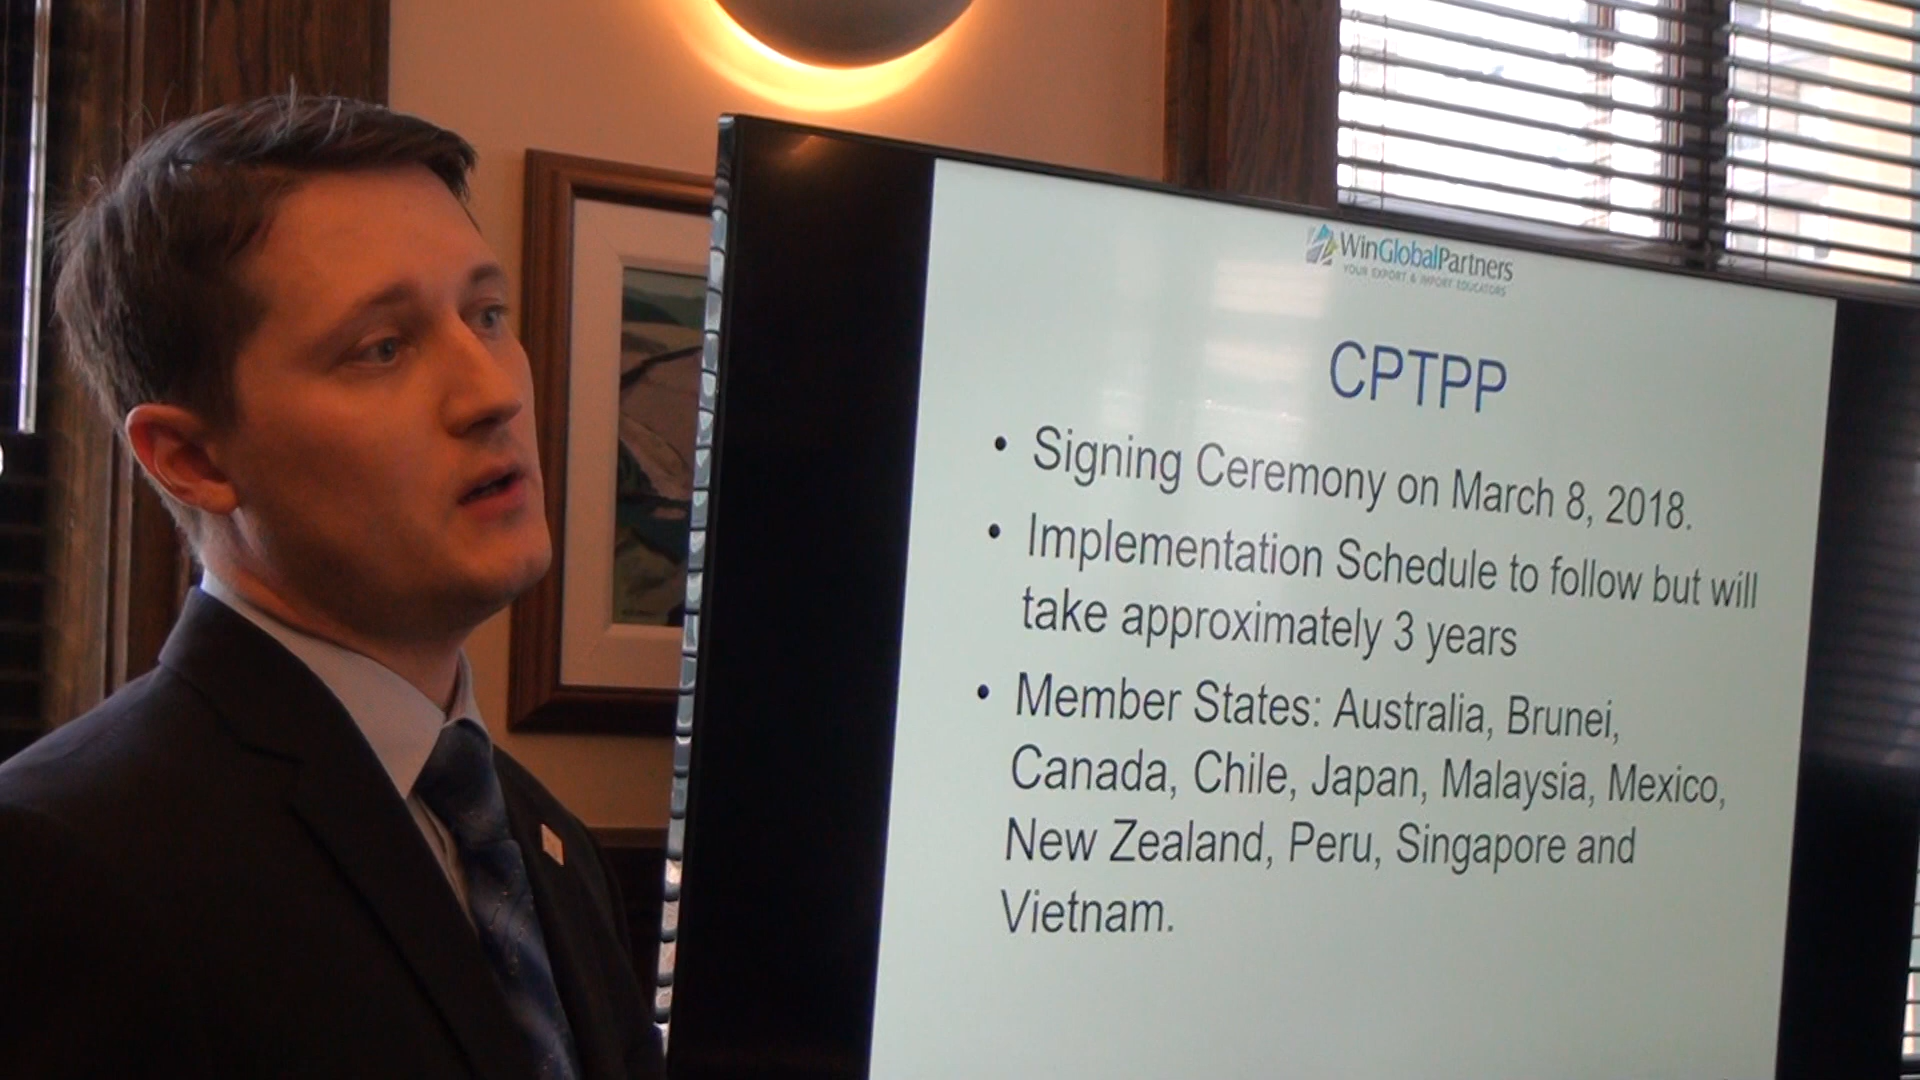 WinGlobalPartners
YOUR EXPORT & IMPORT EDUCATORS
CPTPP
• Signing Ceremony on March 8, 2018.
• Implementation Schedule to follow but will
take approximately 3 years
• Member States: Australia, Brunei,
Canada, Chile, Japan, Malaysia, Mexico,
New Zealand, Peru, Singapore and
Vietnam.